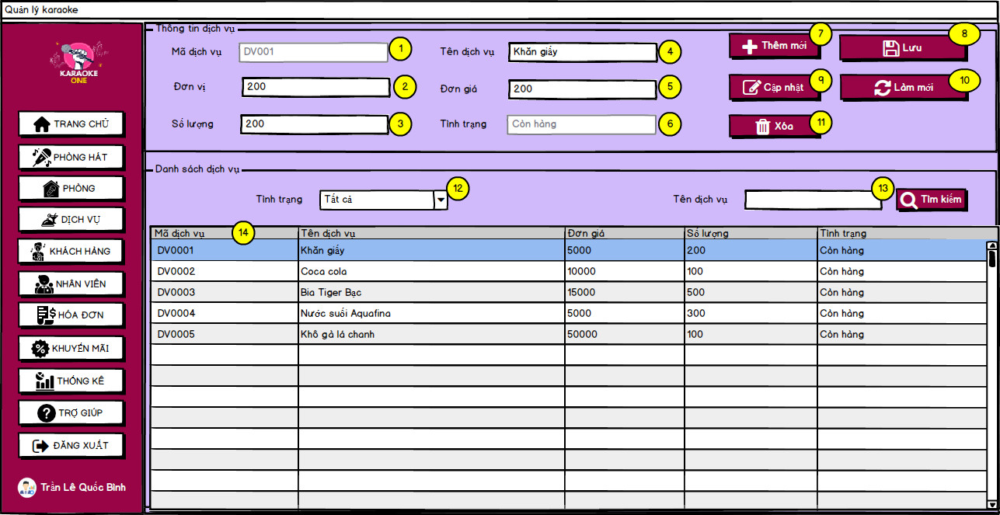 Quản lý karaoke
KARAOKE
ONE
TRANG CHỦ
PHÒNG HÁT
PHÒNG
DỊCH VỤ
KHÁCH HÀNG
NHÂN VIÊN
HÓA ĐƠN
KHUYẾN MÃI
THỐNG KÊ
TRỢ GIÚP
ĐĂNG XUẤT
Trần Lê Quốc Bình
Thông tin dịch vụ
Mã dịch vụ DV001 1 Tên dịch vụ Khăn giấy 4
Đơn vị 200 2 Đơn giá 200 5
Số lượng 200 3 Tình trạng Còn hàng 6
Thêm mới 7 Lưu 8
Cập nhật 9 Làm mới 10
Xóa 11
Danh sách dịch vụ
Tình trạng Tất cả 12 Tên dịch vụ 13 Tìm kiếm
Mã dịch vụ 14 Tên dịch vụ Đơn giá Số lượng Tình trạng
DV0001 Khăn giấy 5000 200 Còn hàng
DV0002 Coca cola 10000 100 Còn hàng
DV0003 Bia Tiger Bạc 15000 500 Còn hàng
DV0004 Nước suối Aquafina 5000 300 Còn hàng
DV0005 Khô gà lá chanh 50000 100 Còn hàng